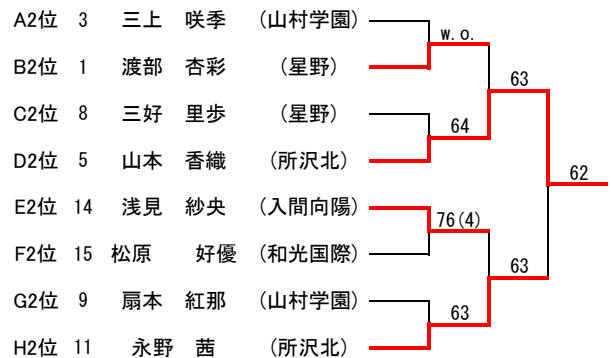 A2位 3 三上 咲季 (山村学園)
w.o.
B2位 1 渡部 杏彩 (星野)
63
C2位 8 三好 里歩 (星野)
64
D2位 5 山本 香織 (所沢北)
62
E2位 14 浅見 紗央 (入間向陽)
76(4)
F2位 15 松原 好優 (和光国際)
63
G2位 9 扇本 紅那 (山村学園)
63
H2位 11 永野 茜 (所沢北)